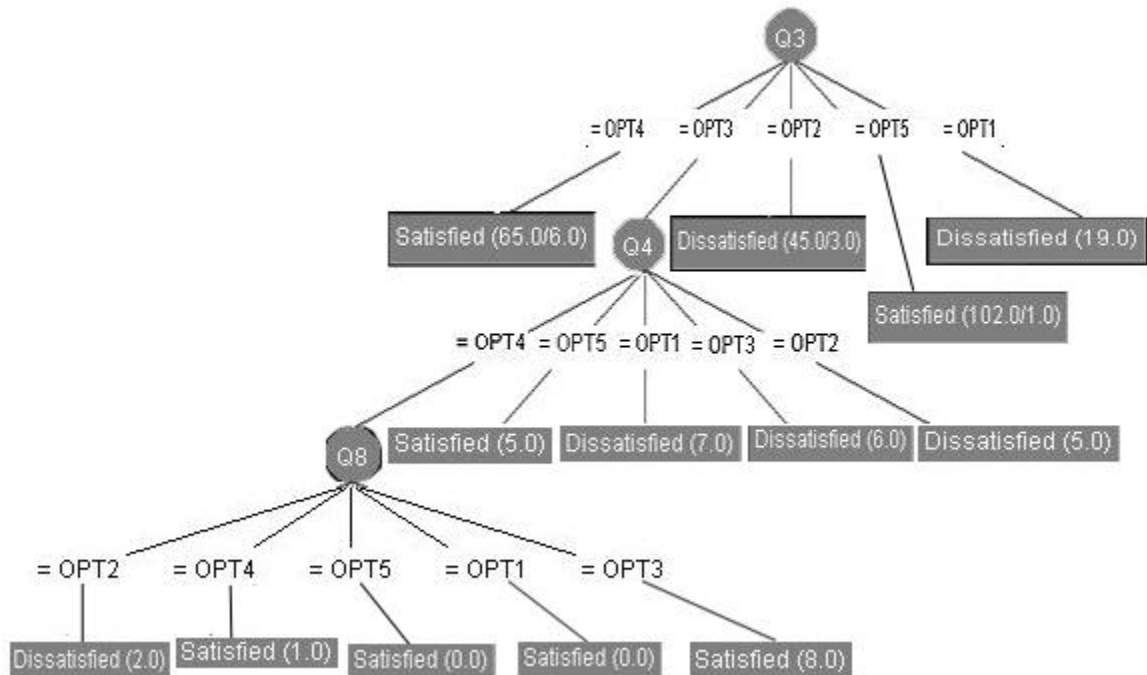 Q3
= OPT4 = OPT3 = OPT2 = OPT5 = OPT1
Satisfied (65.0/6.0)
Q4
Dissatisfied (45.0/3.0)
Dissatisfied (19.0)
Satisfied (102.0/1.0)
= OPT4 = OPT5 = OPT1 = OPT3 = OPT2
Q8
Satisfied (5.0)
Dissatisfied (7.0)
Dissatisfied (6.0)
Dissatisfied (5.0)
= OPT2 = OPT4 = OPT5 = OPT1 = OPT3
Dissatisfied (2.0)
Satisfied (1.0)
Satisfied (0.0)
Satisfied (0.0)
Satisfied (8.0)